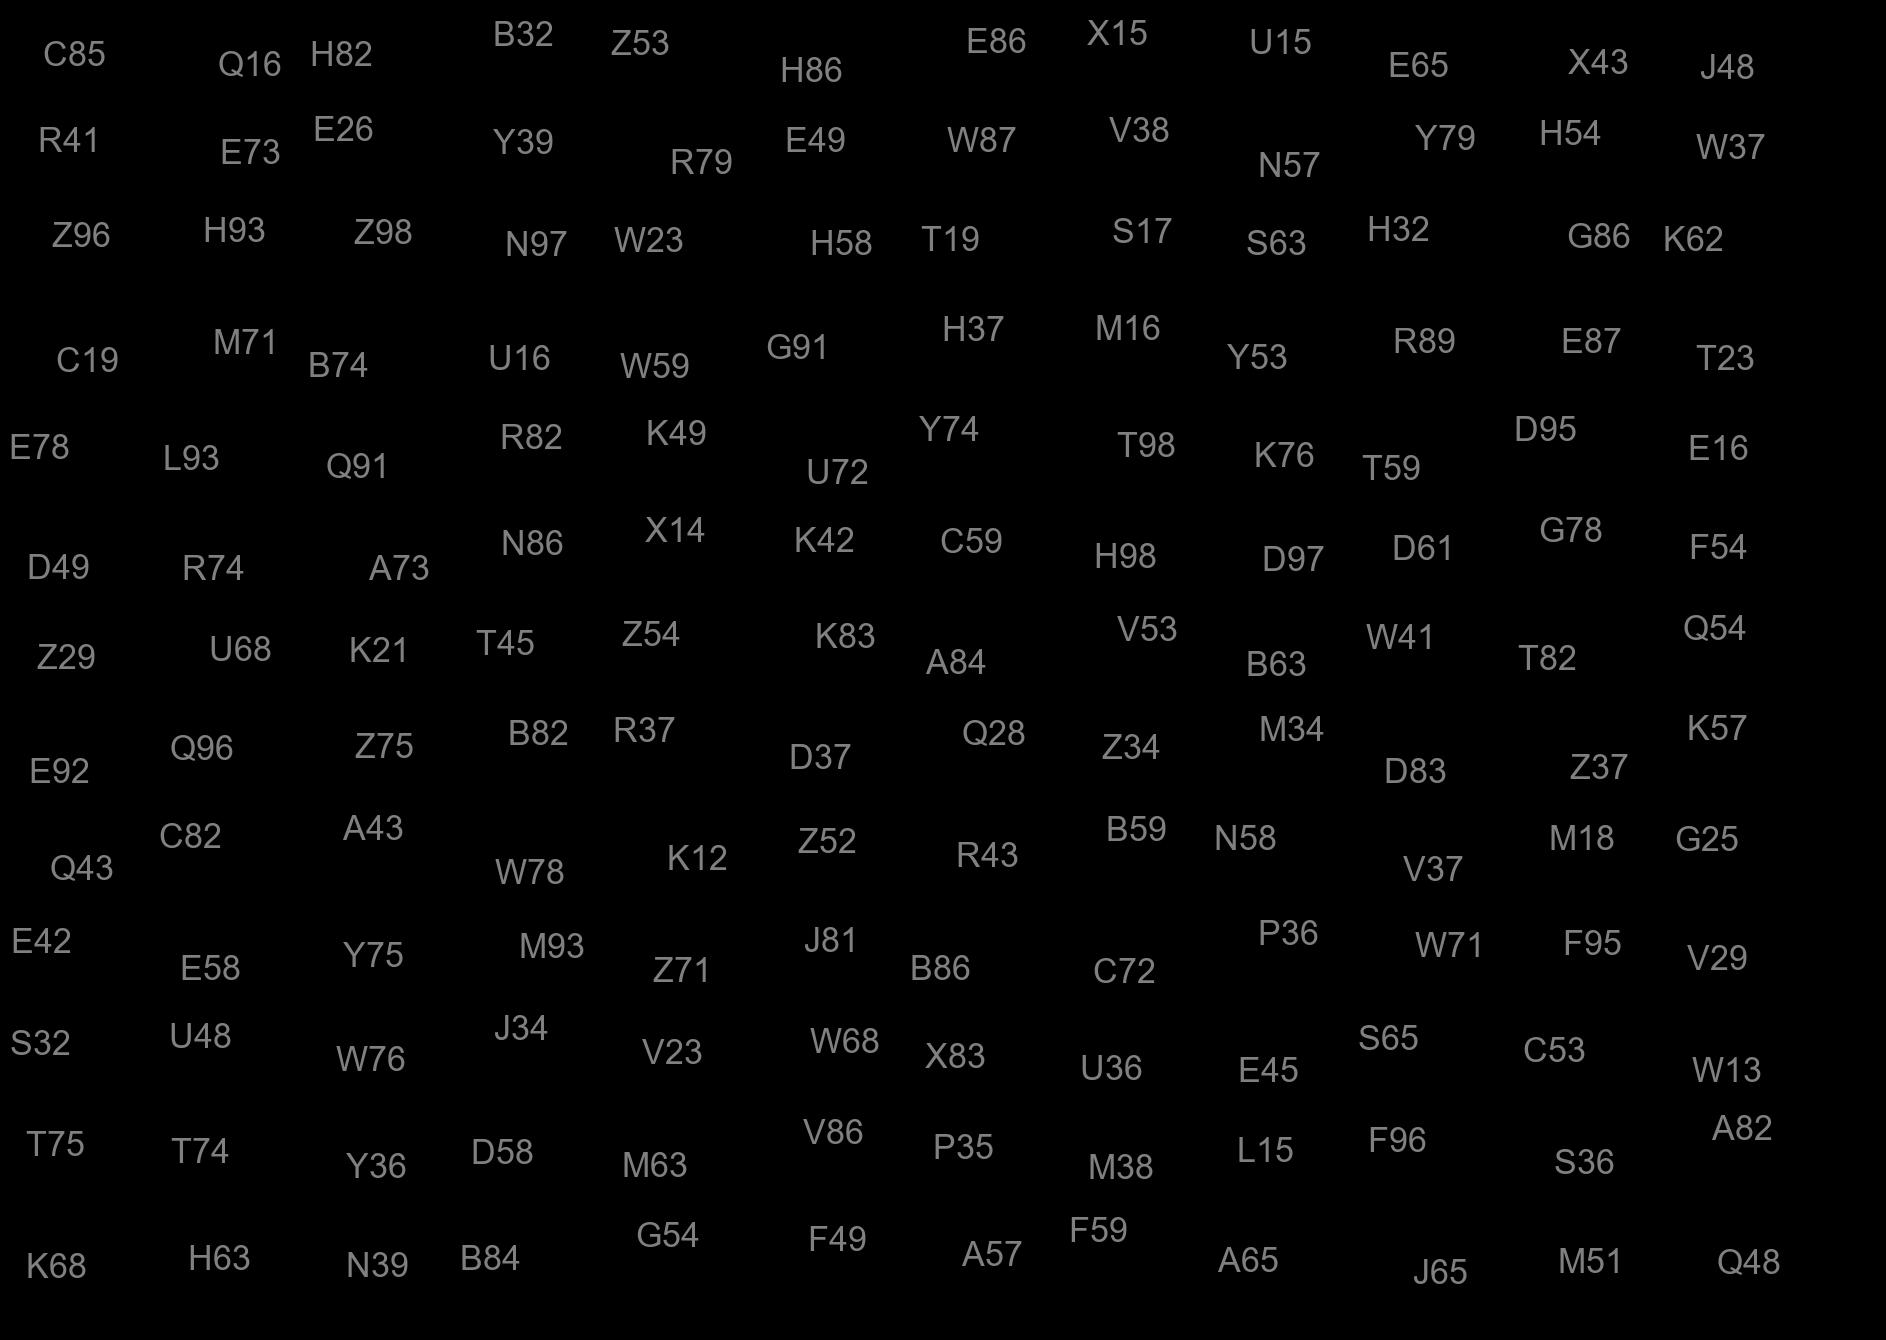 C85 Q16 H82 B32 Z53 H86 E86 X15 U15 E65 X43 J48
R41 E73 E26 Y39 R79 E49 W87 V38 N57 Y79 H54 W37
Z96 H93 Z98 N97 W23 H58 T19 S17 S63 H32 G86 K62
C19 M71 B74 U16 W59 G91 H37 M16 Y53 R89 E87 T23
E78 L93 Q91 R82 K49 U72 Y74 T98 K76 T59 D95 E16
D49 R74 A73 N86 X14 K42 C59 H98 D97 D61 G78 F54
Z29 U68 K21 T45 Z54 K83 A84 V53 B63 W41 T82 Q54
E92 Q96 Z75 B82 R37 D37 Q28 Z34 M34 D83 Z37 K57
Q43 C82 A43 W78 K12 Z52 R43 B59 N58 V37 M18 G25
E42 E58 Y75 M93 Z71 J81 B86 C72 P36 W71 F95 V29
S32 U48 W76 J34 V23 W68 X83 U36 E45 S65 C53 W13
T75 T74 Y36 D58 M63 V86 P35 M38 L15 F96 S36 A82
K68 H63 N39 B84 G54 F49 A57 F59 A65 J65 M51 Q48